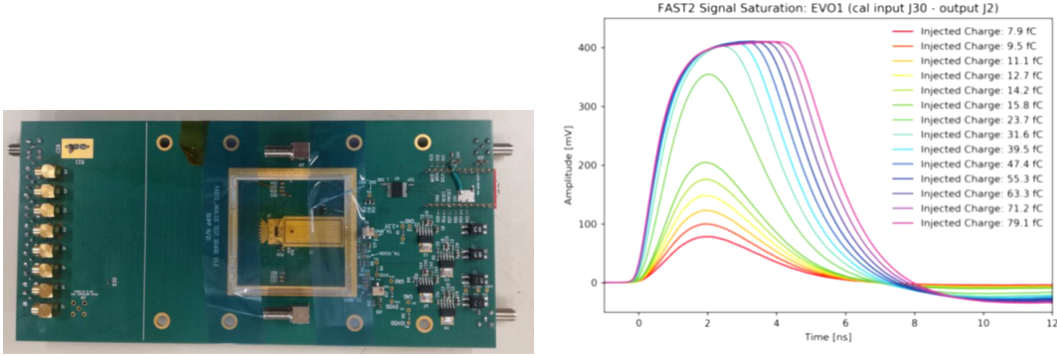 FAST2 Signal Saturation: EVO1 (cal input J30 - output J2)
Amplitude [mV]
400
300
200
100
0
Injected Charge: 7.9 fC
Injected Charge: 9.5 fC
Injected Charge: 11.1 fC
Injected Charge: 12.7 fC
Injected Charge: 14.2 fC
Injected Charge: 15.8 fC
Injected Charge: 23.7 fC
Injected Charge: 31.6 fC
Injected Charge: 39.5 fC
Injected Charge: 47.4 fC
Injected Charge: 55.3 fC
Injected Charge: 63.3 fC
Injected Charge: 71.2 fC
Injected Charge: 79.1 fC
0 2 4 6 8 10 12
Time [ns]